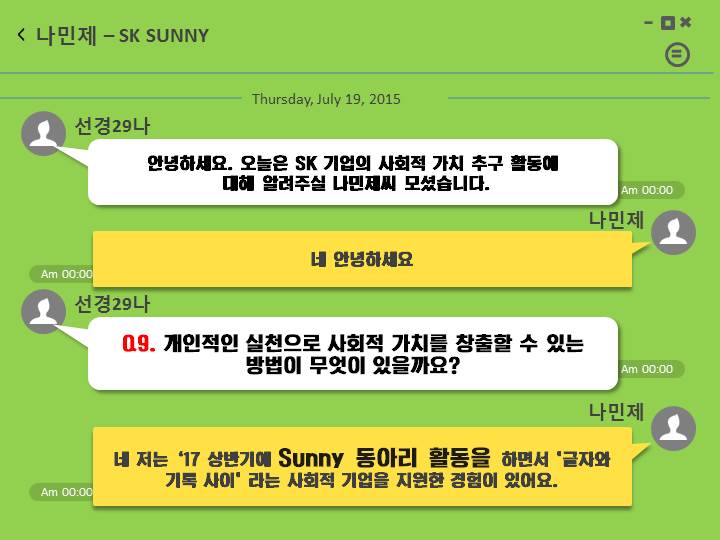 나민제 – SK SUNNY
Thursday, July 19, 2015
선경29나
안녕하세요. 오늘은 SK 기업의 사회적 가치 추구 활동에
대해 알려주실 나민제씨 모셨습니다.
Am 00:00
나민제
네 안녕하세요
Am 00:00
선경29나
Q9. 개인적인 실천으로 사회적 가치를 창출할 수 있는
방법이 무엇이 있을까요?
Am 00:00
나민제
네 저는 ‘17 상반기에 Sunny 동아리 활동을 하면서 '글자와
기록 사이' 라는 사회적 기업을 지원한 경험이 있어요.
Am 00:00